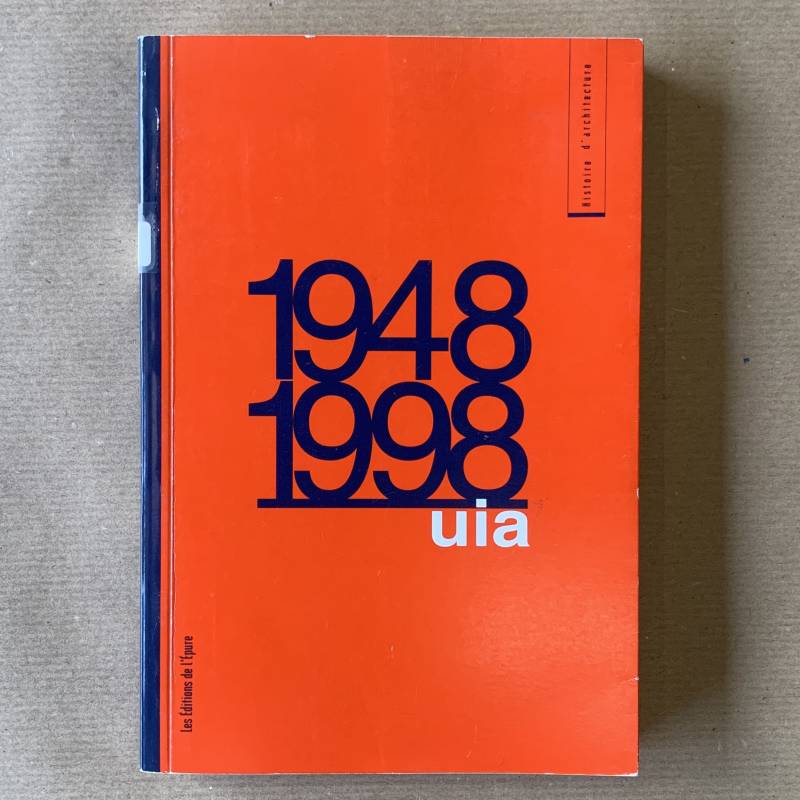 Histoire d'architecture
1948
1998
uia
Les Éditions de l'Épure